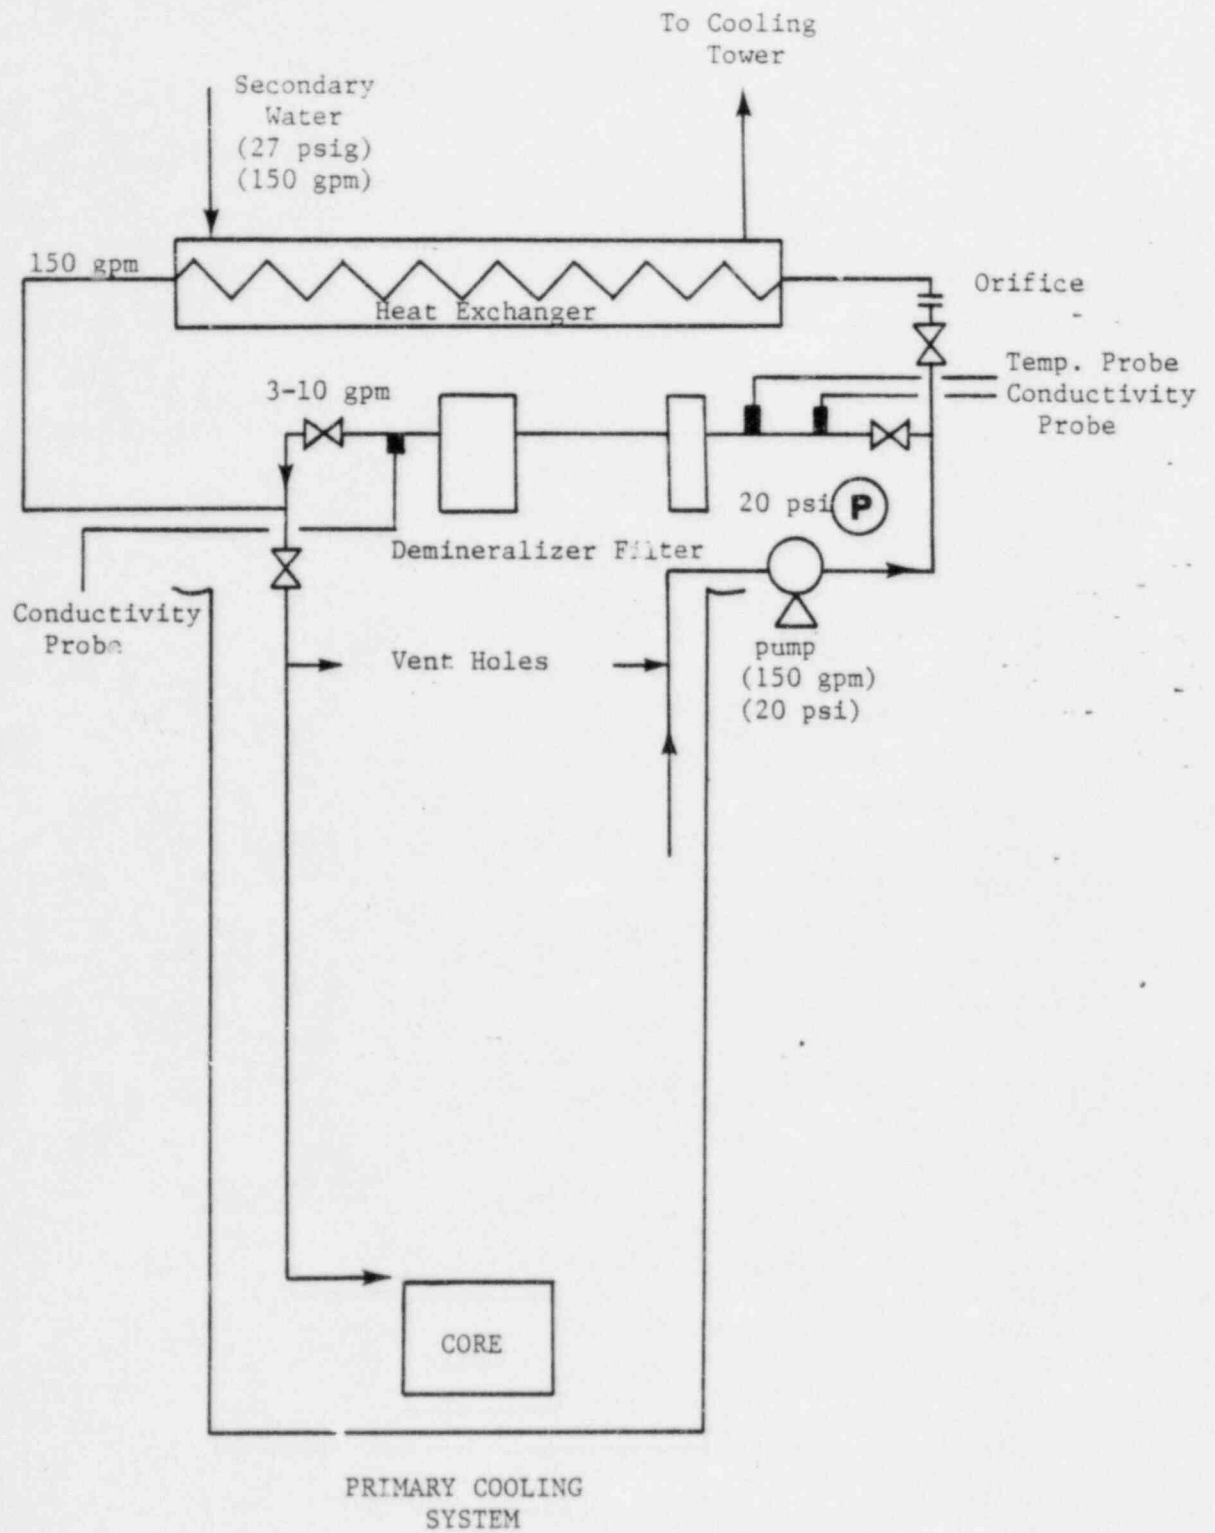 To Cooling
Tower
Secondary
Water
(27 psig)
(150 gpm)
150 gpm
Orifice
Heat Exchanger
Temp. Probe
Conductivity
Probe
3-10 gpm
20 psi
P
Demineralizer Filter
Conductivity
Probe
Vent Holes
pump
(150 gpm)
(20 psi)
CORE
PRIMARY COOLING
SYSTEM